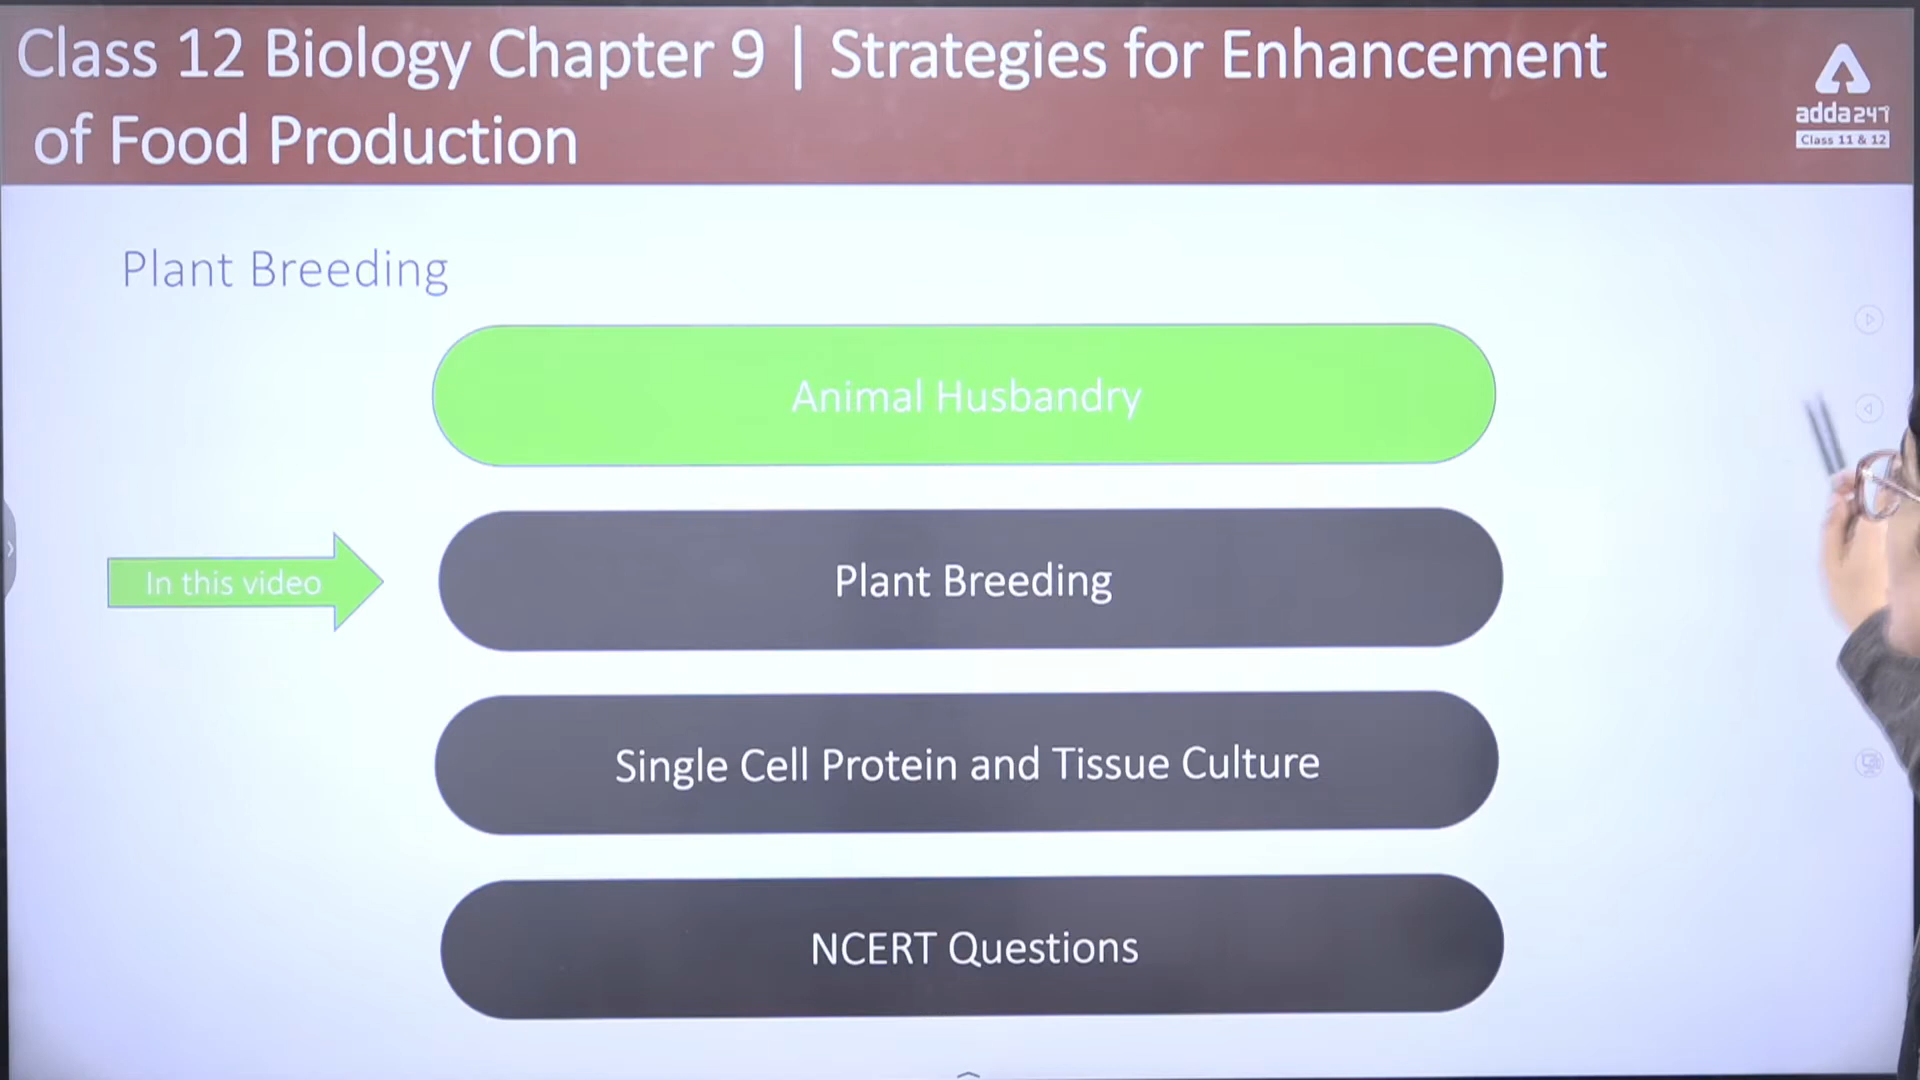 Class 12 Biology Chapter 9 | Strategies for Enhancement
of Food Production
adda247
Class 11 & 12
Plant Breeding
Animal Husbandry
In this video
Plant Breeding
Single Cell Protein and Tissue Culture
NCERT Questions